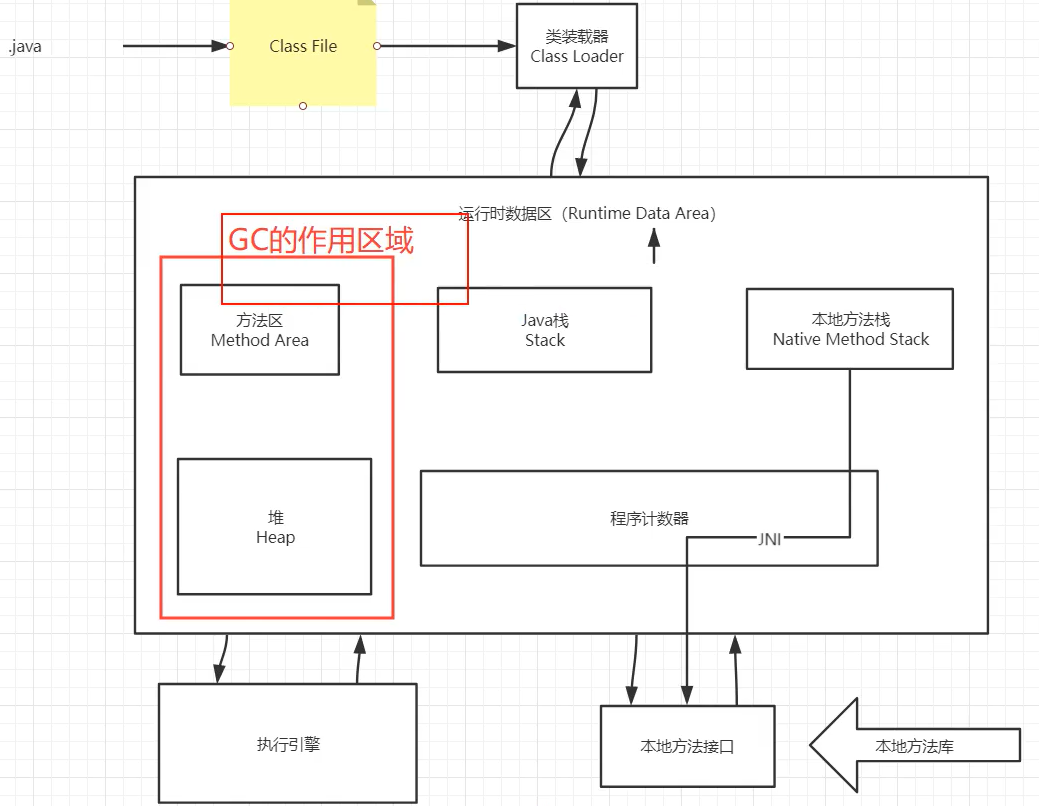 .java
Class File
类装载器
Class Loader
运行时数据区（Runtime Data Area）
GC的作用区域
方法区
Method Area
Java栈
Stack
本地方法栈
Native Method Stack
堆
Heap
程序计数器
JNI
执行引擎
本地方法接口
本地方法库